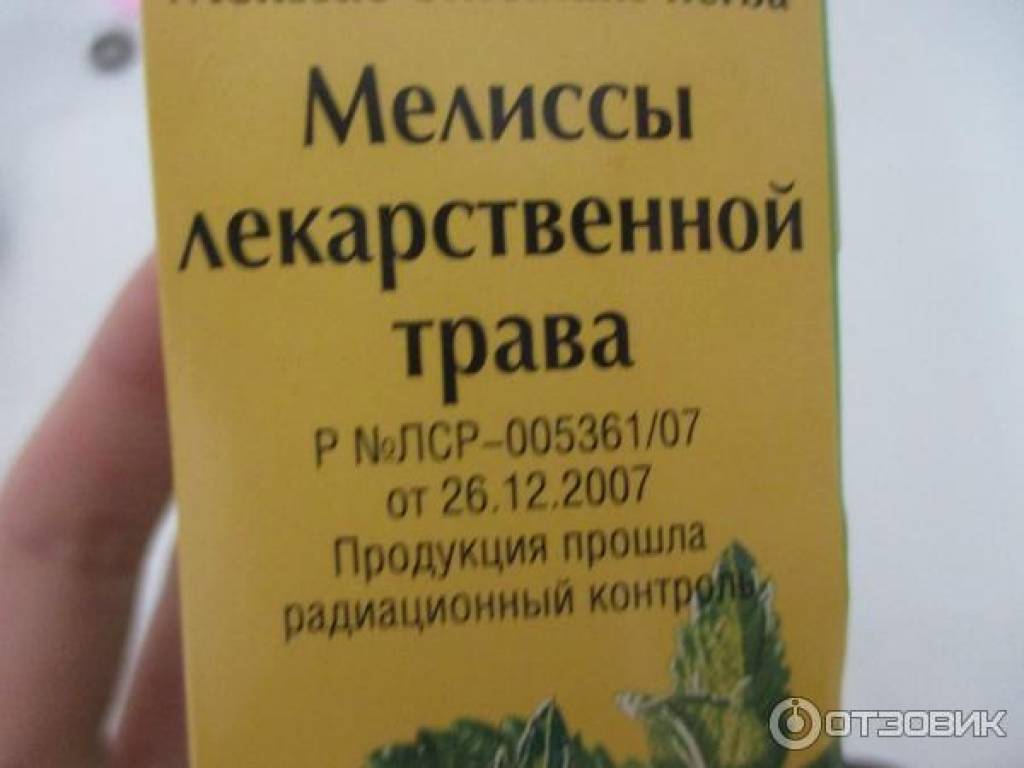 Мелиссы
лекарственной
трава
Р №ЛСР-005361/07
от 26.12.2007
Продукция прошла
радиационный контроль
ОТЗОВИК